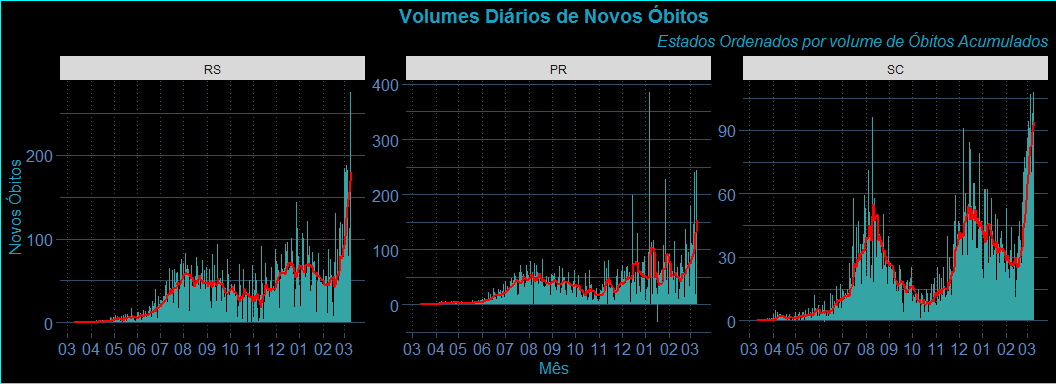 Volumes Diários de Novos Óbitos
Estados Ordenados por volume de Óbitos Acumulados
RS PR SC
Novos Óbitos
200
100
0
400
300
200
100
0
90
60
30
0
03 04 05 06 07 08 09 10 11 12 01 02 03
03 04 05 06 07 08 09 10 11 12 01 02 03
03 04 05 06 07 08 09 10 11 12 01 02 03
Mês